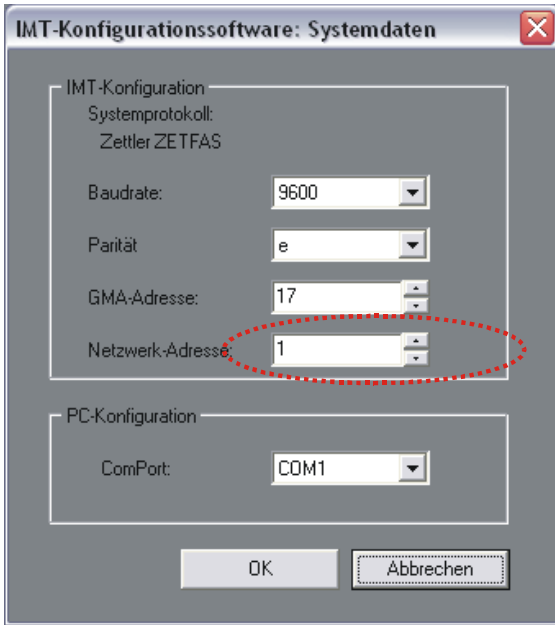 IMT-Konfigurationssoftware: Systemdaten
IMT-Konfiguration
Systemprotokoll:
Zettler ZETFAS
Baudrate: 9600
Parität e
GMA-Adresse: 17
Netzwerk-Adresse: 1
PC-Konfiguration
ComPort: COM1
OK Abbrechen